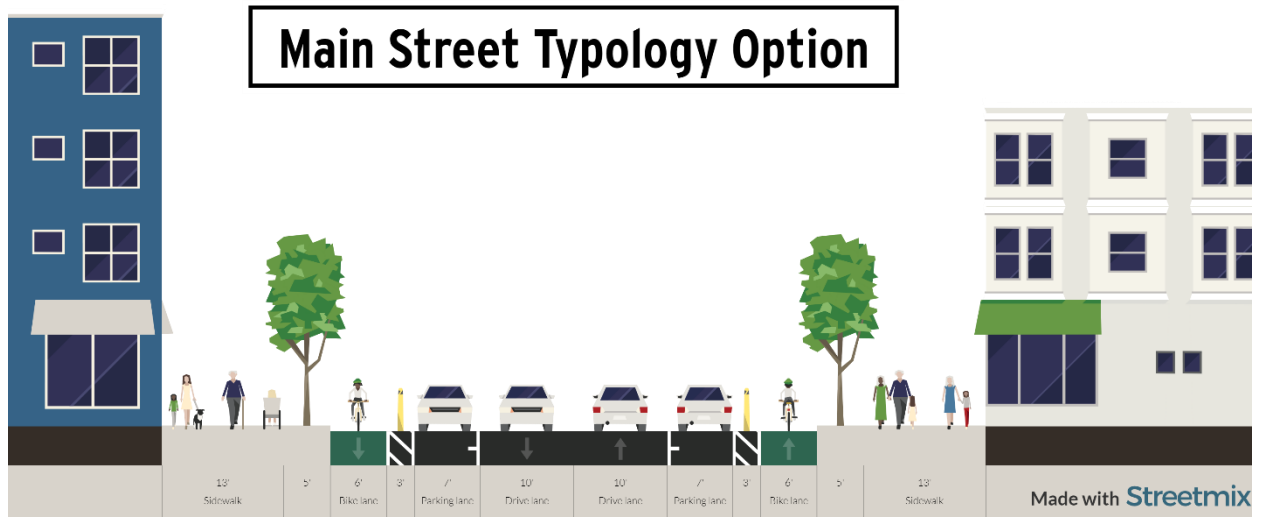 Main Street Typology Option
13' 5' 6' 3' 7' 10' 10' 7' 3' 6' 5' 13'
Sidewalk Bike lane Parking lane Drive lane Drive lane Parking lane Bike lane Sidewalk
Made with Streetmix